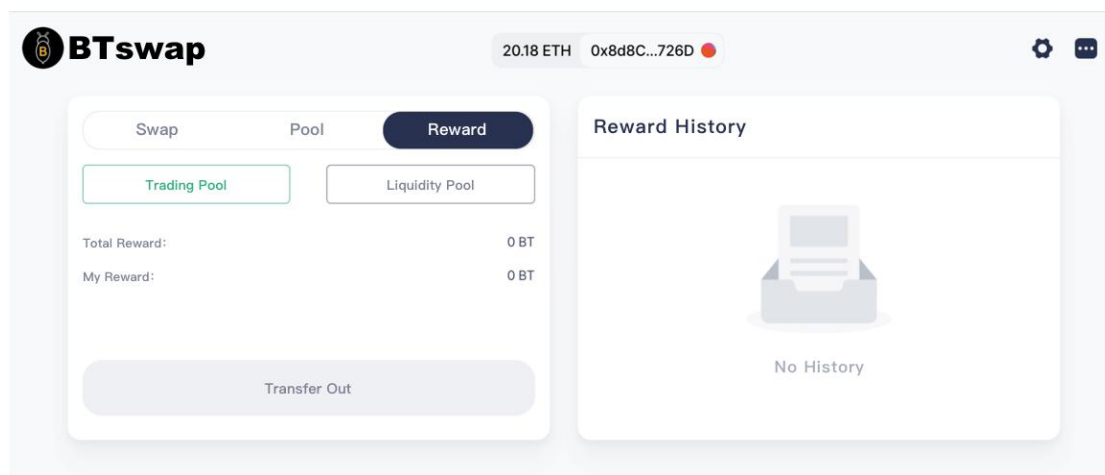 BTswap
20.18 ETH 0x8d8C...726D
Swap Pool Reward
Trading Pool Liquidity Pool
Total Reward: 0 BT
My Reward: 0 BT
Transfer Out
Reward History
No History